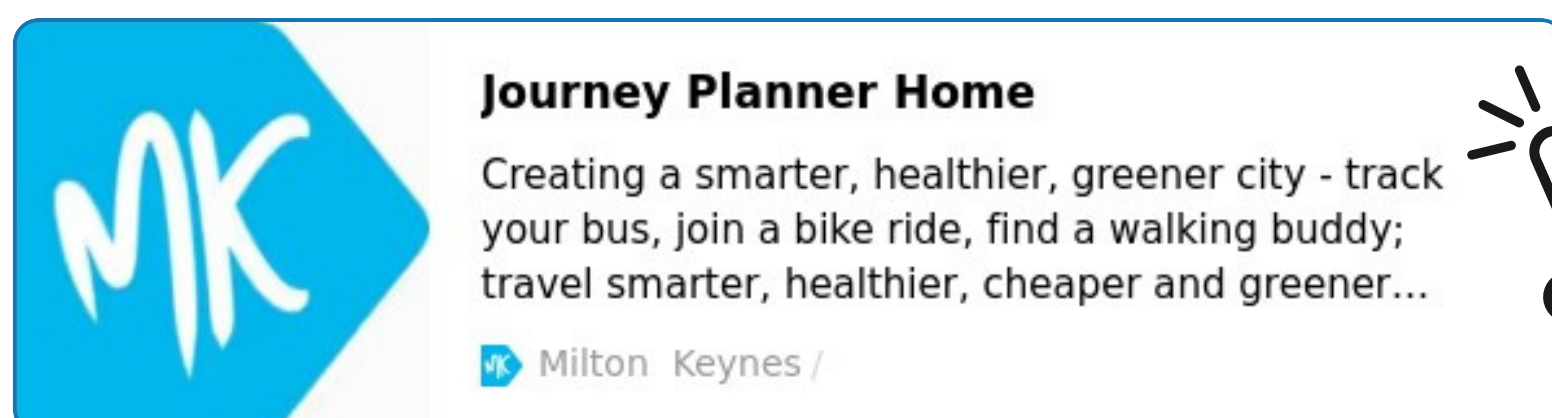 MK
Journey Planner Home
Creating a smarter, healthier, greener city - track
your bus, join a bike ride, find a walking buddy;
travel smarter, healthier, cheaper and greener...
MK Milton Keynes /